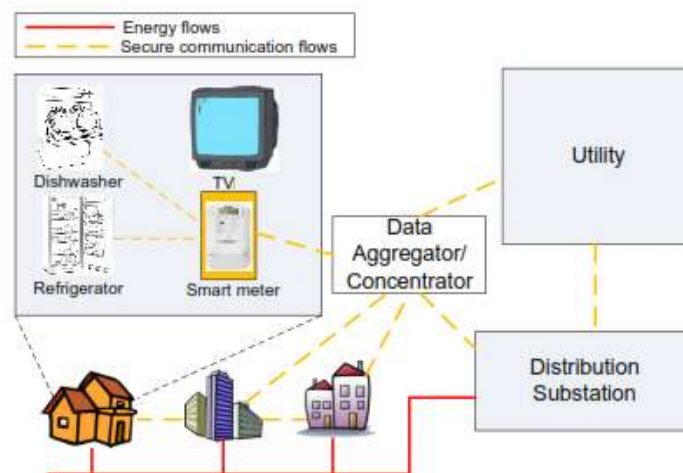 Energy flows
Secure communication flows
Dishwasher
TV
Refrigerator
Smart meter
Data
Aggregator/
Concentrator
Utility
Distribution
Substation